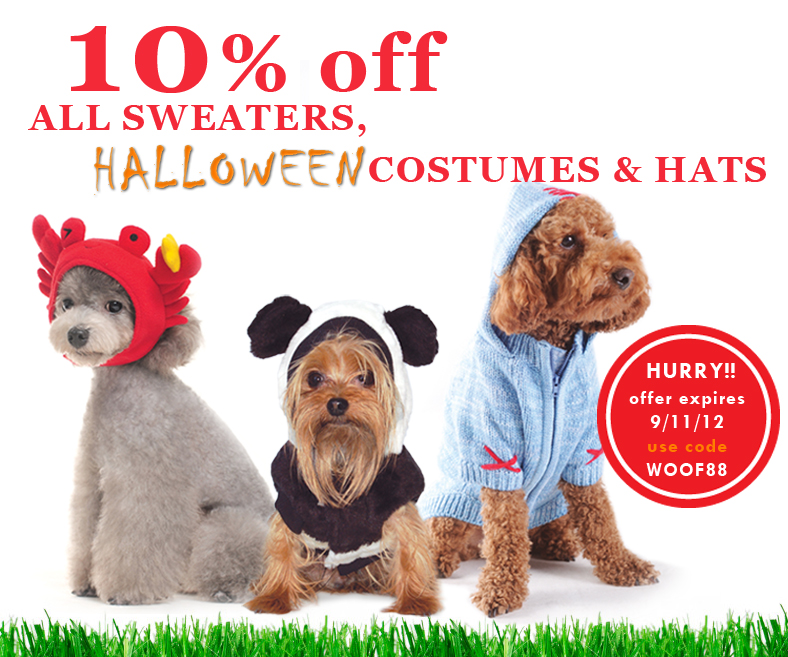 10% off
ALL SWEATERS,
HALLOWEEN COSTUMES & HATS
HURRY!!
offer expires
9/11/12
use code
WOOF88